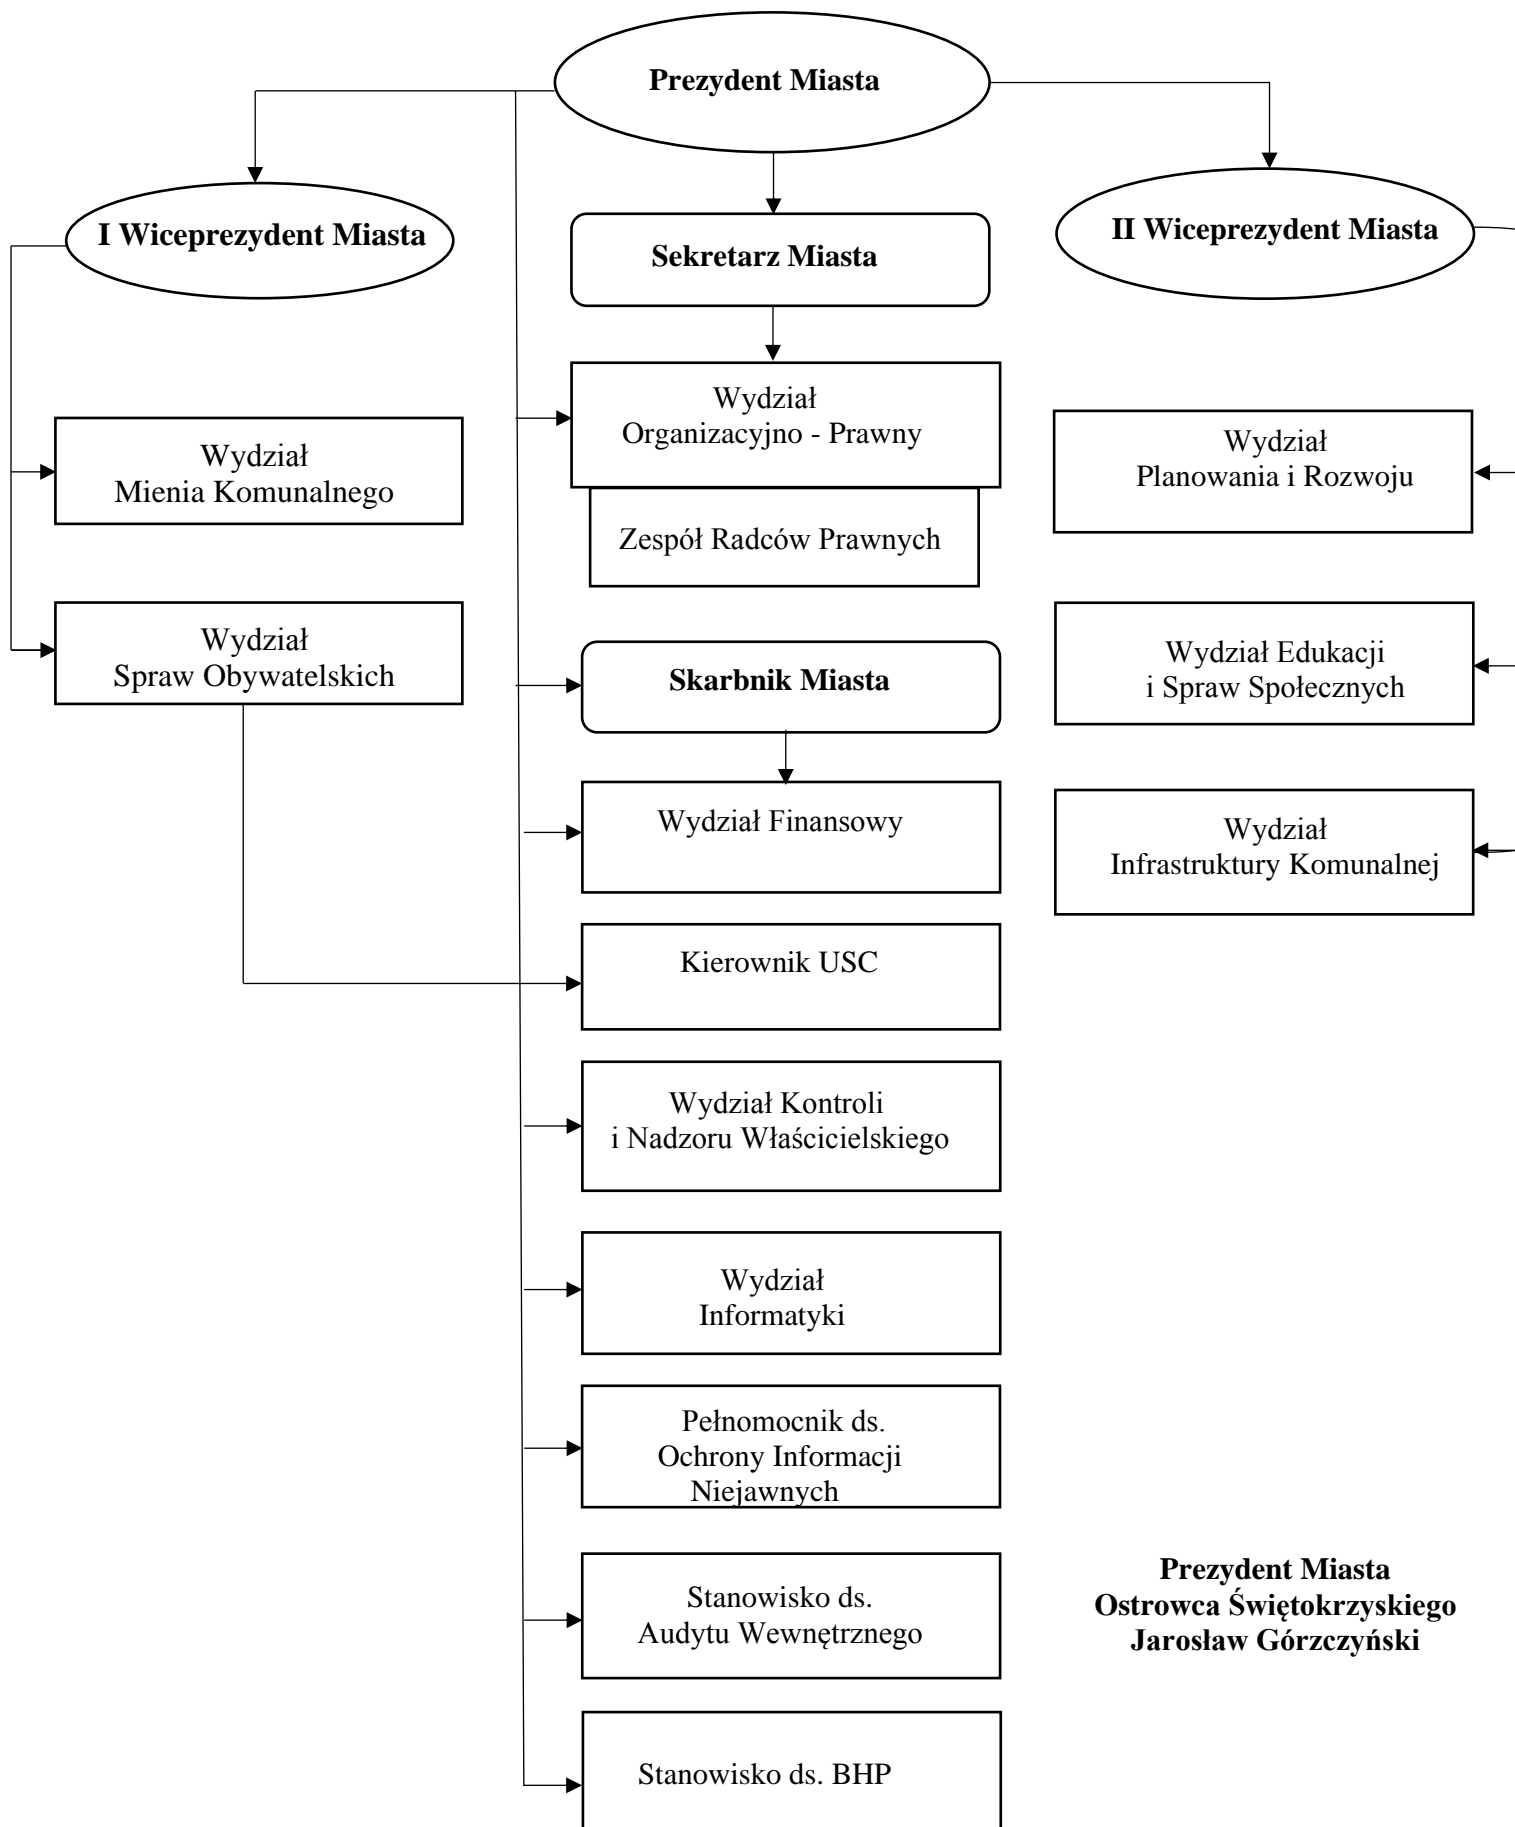 Prezydent Miasta
I Wiceprezydent Miasta
Sekretarz Miasta
II Wiceprezydent Miasta
Wydział
Organizacyjno - Prawny
Zespół Radców Prawnych
Wydział
Mienia Komunalnego
Wydział
Spraw Obywatelskich
Wydział
Planowania i Rozwoju
Wydział Edukacji
i Spraw Społecznych
Wydział
Infrastruktury Komunalnej
Skarbnik Miasta
Wydział Finansowy
Kierownik USC
Wydział Kontroli
i Nadzoru Właścicielskiego
Wydział
Informatyki
Pełnomocnik ds.
Ochrony Informacji
Niejawnych
Stanowisko ds.
Audytu Wewnętrznego
Stanowisko ds. BHP
Prezydent Miasta
Ostrowca Świętokrzyskiego
Jarosław Górzczyński